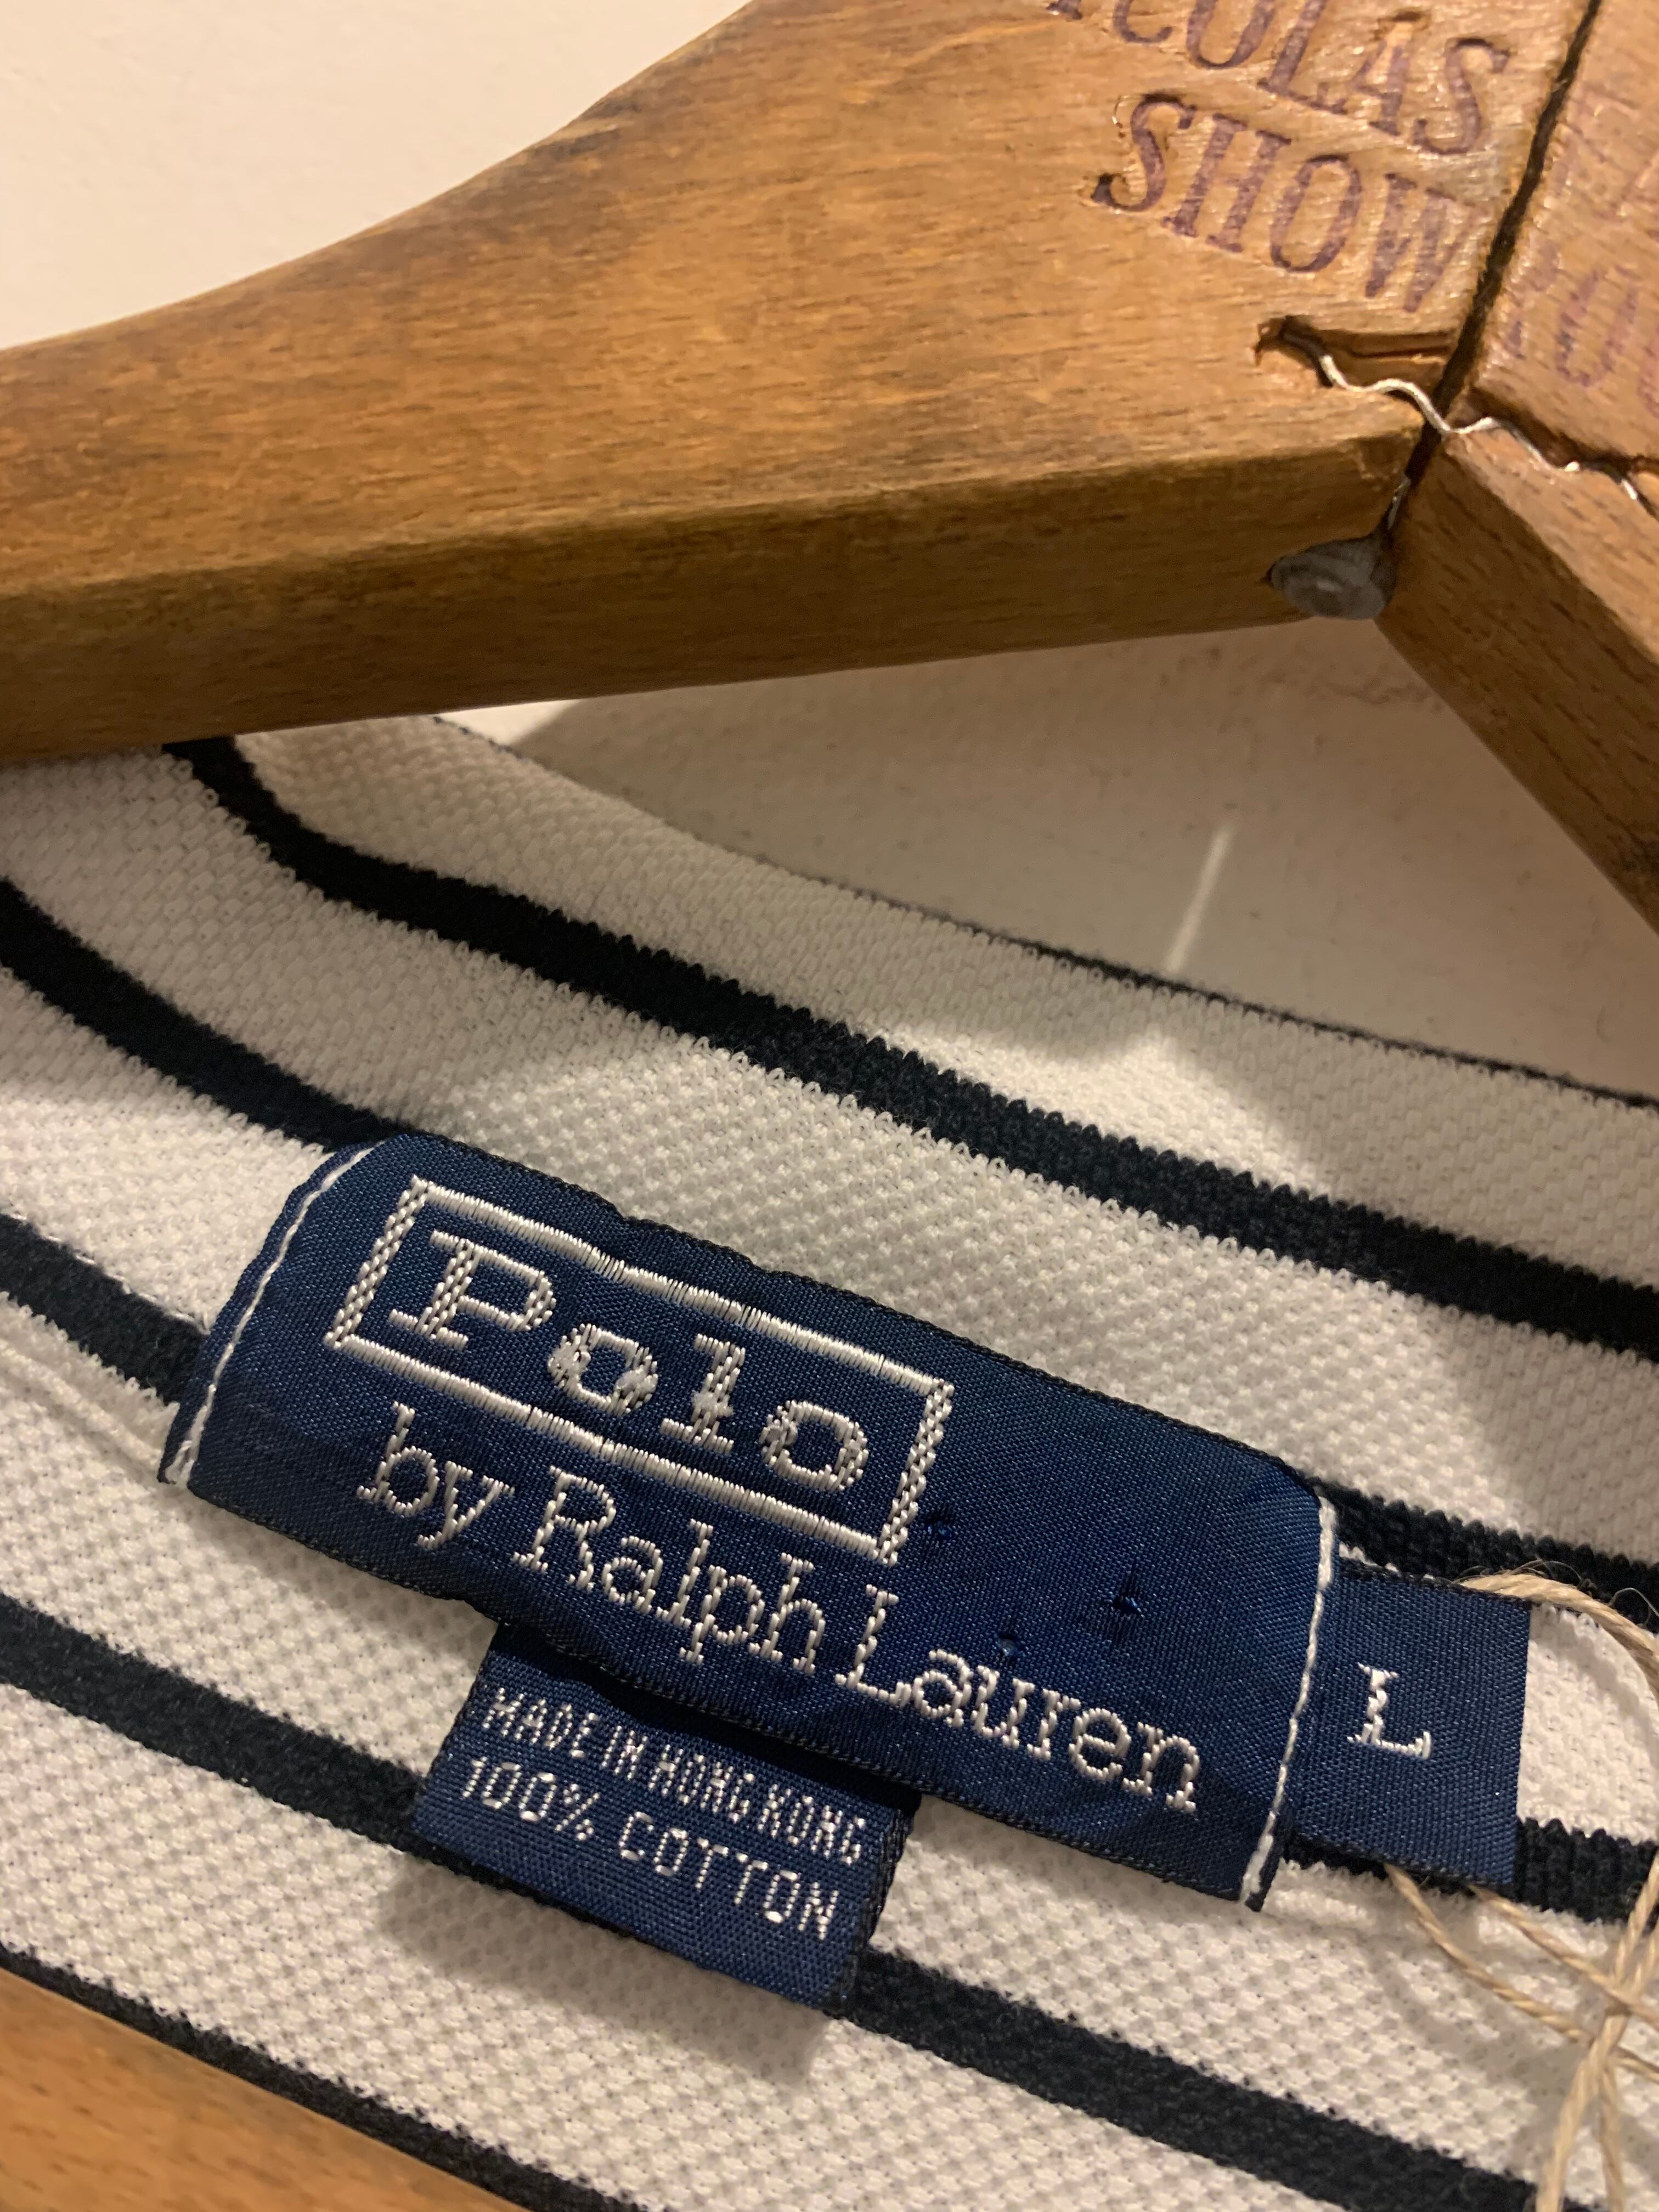 SHOW
Polo
by Ralph Lauren
L
MADE IN HONG KONG
100% COTTON